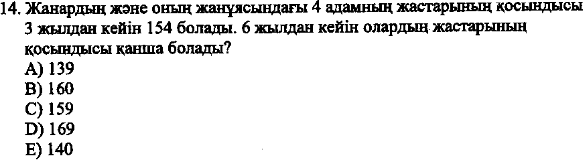 14. Жанардың және оның жанұясындағы 4 адамның жастарының қосындысы
3 жылдан кейін 154 болады. 6 жылдан кейін олардың жастарының
қосындысы қанша болады?
A) 139
B) 160
C) 159
D) 169
E) 140